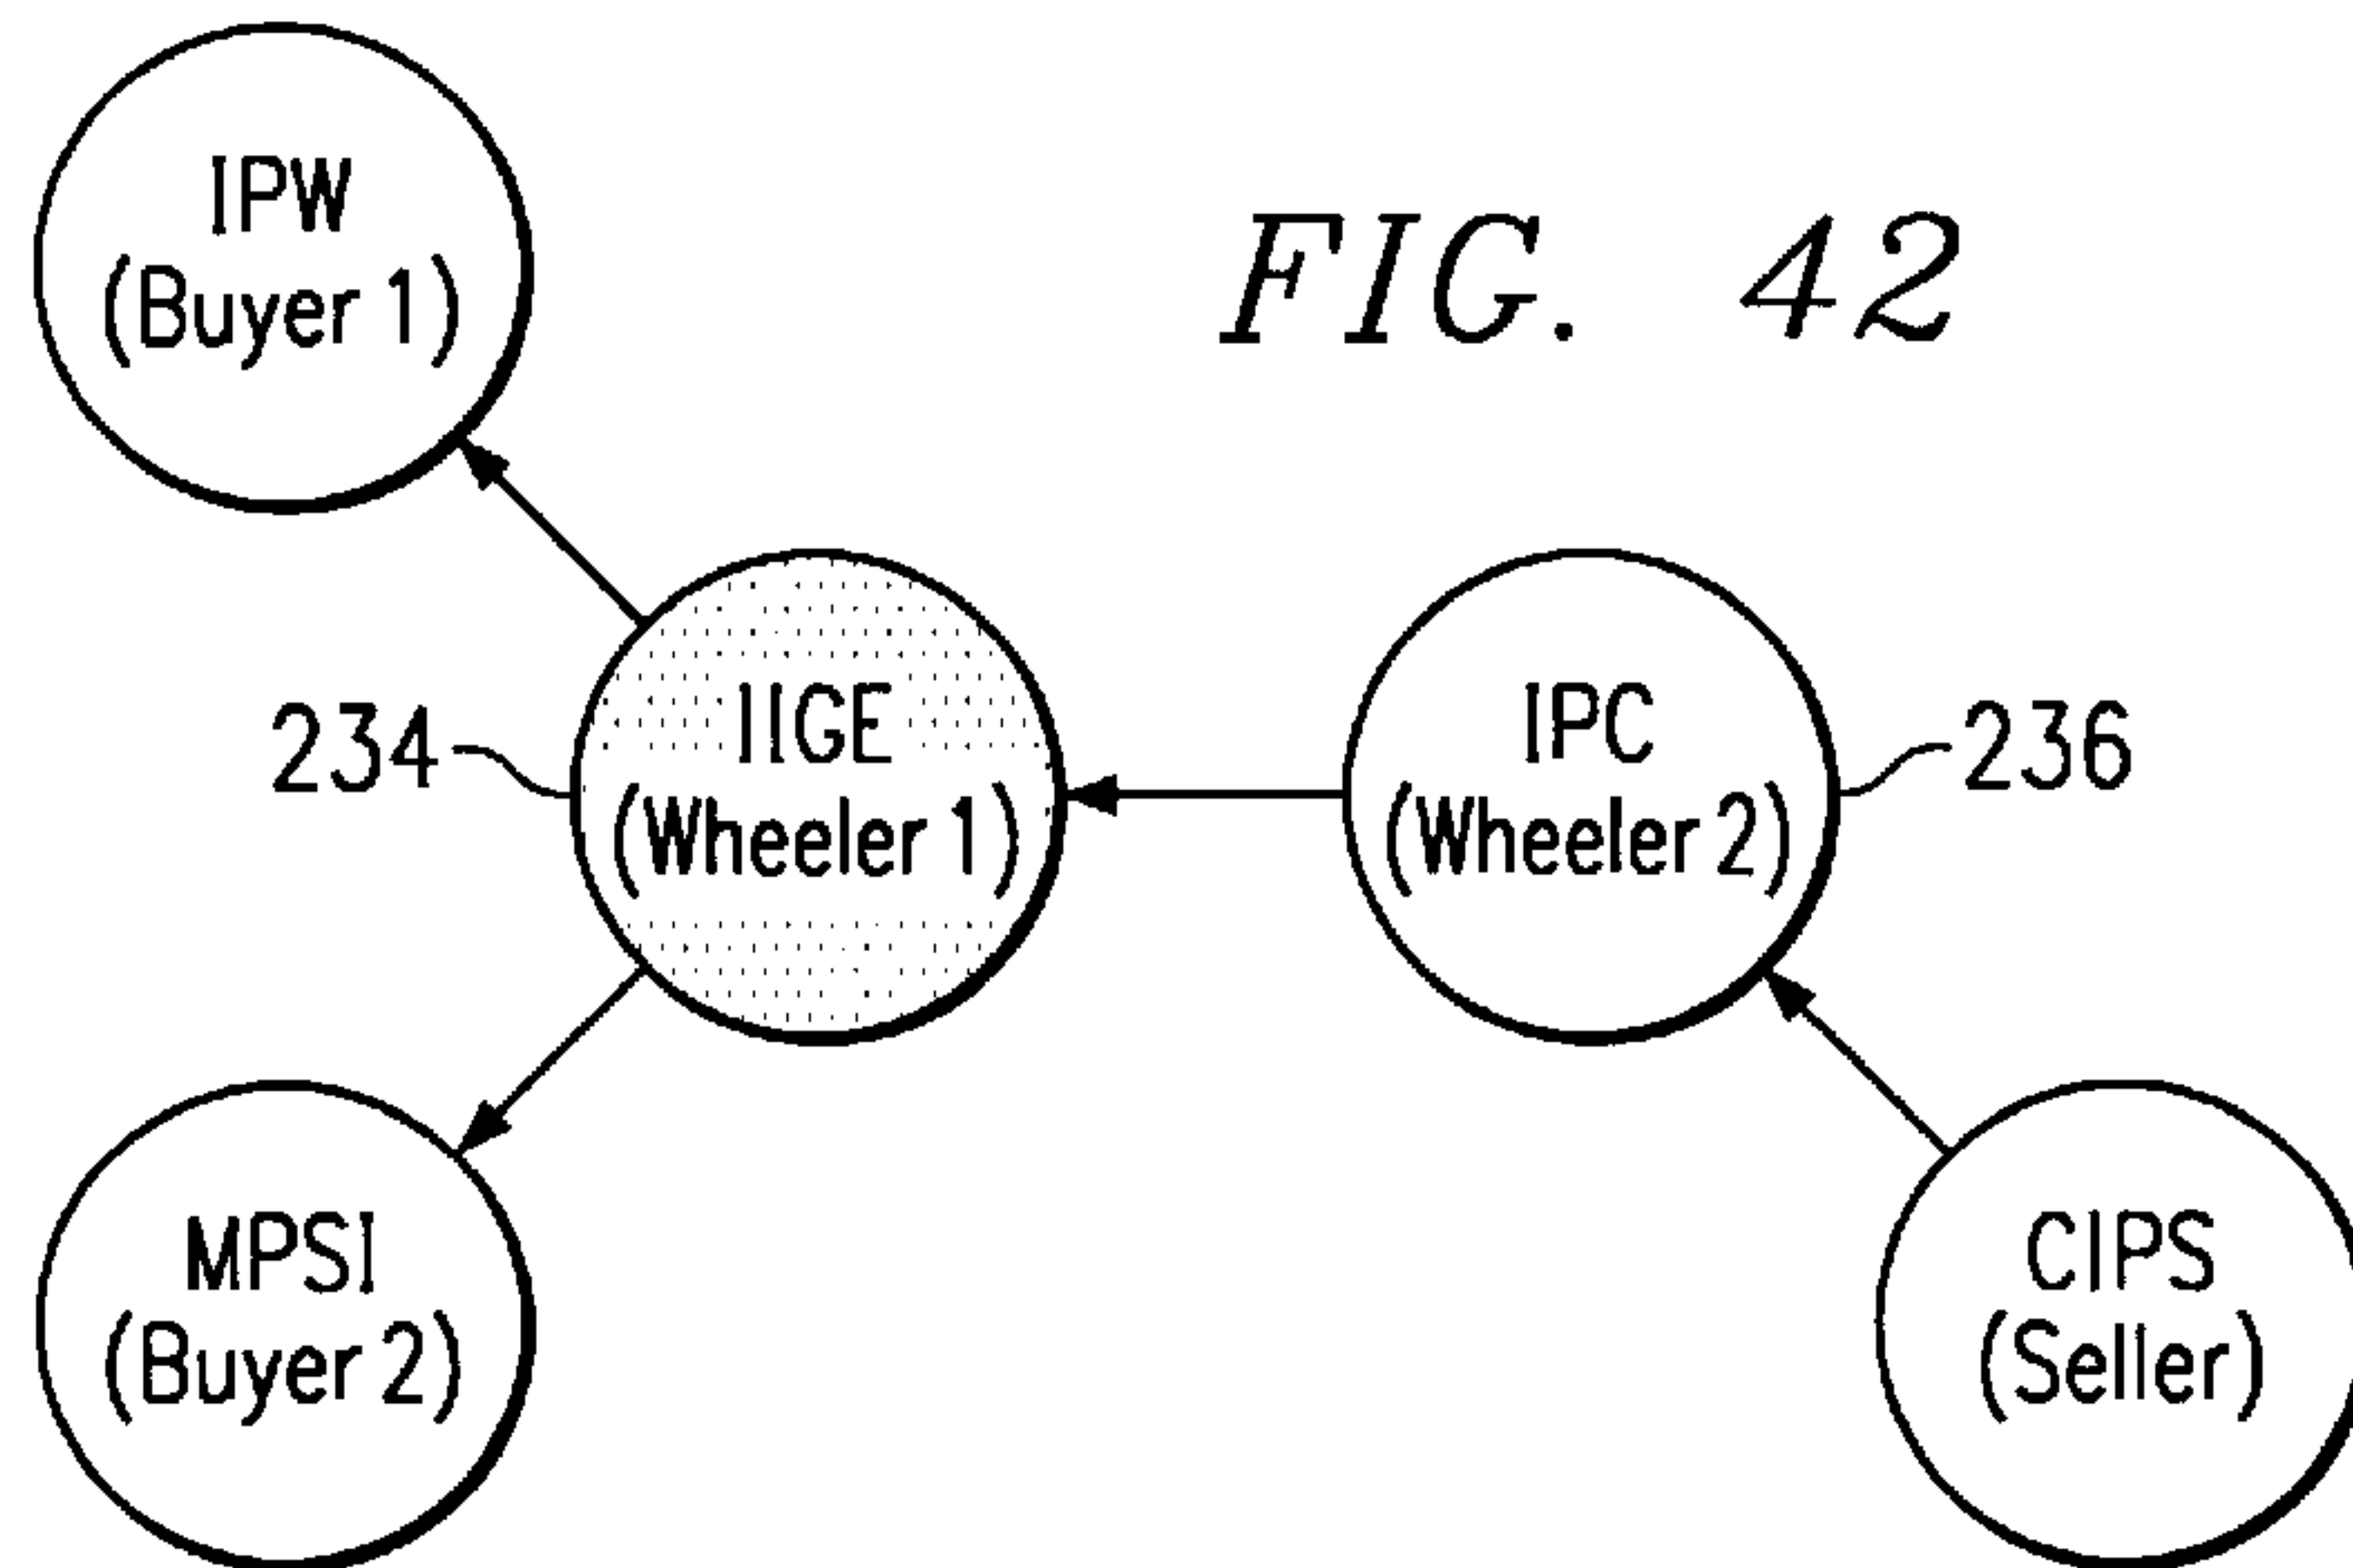 IPW
(Buyer 1)
FIG. 42
234
IIGE
(Wheeler 1)
IPC
(Wheeler 2)
236
MPSI
(Buyer 2)
CIPS
(Seller)